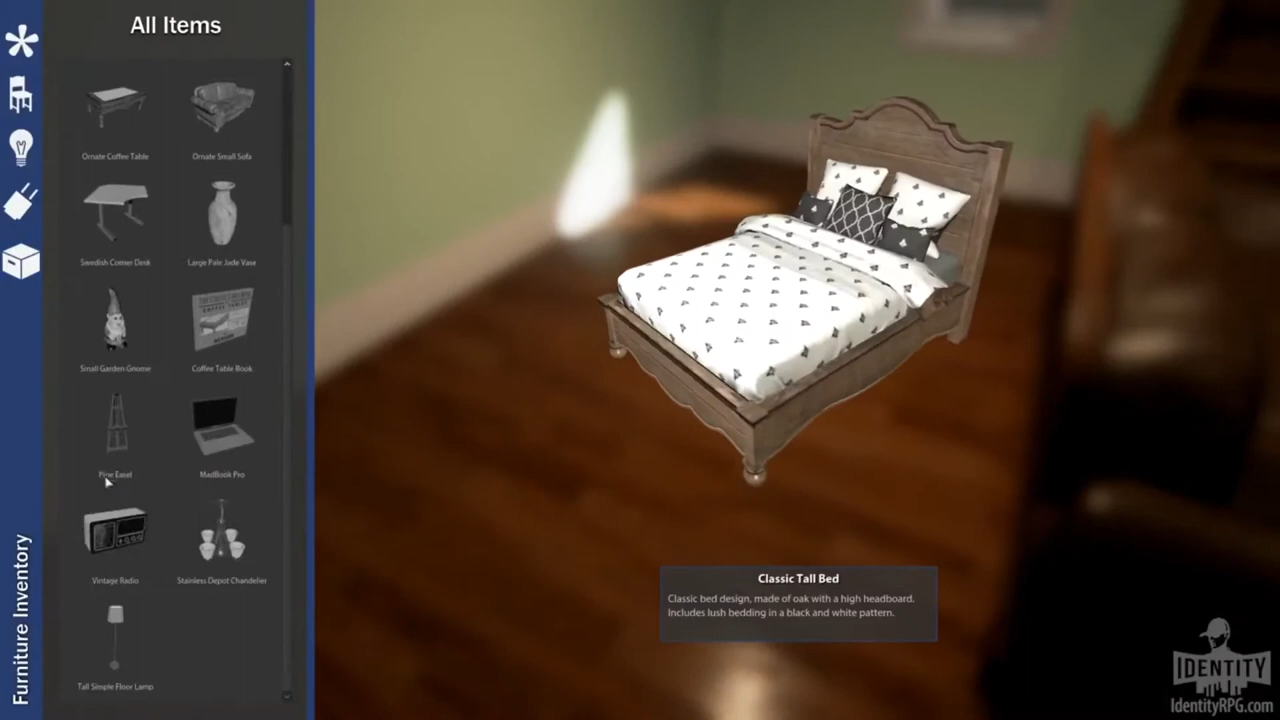 All Items
Ornate Coffee Table
Ornate Small Sofa
Swedish Corner Desk
Large Pale Jade Vase
Small Garden Gnome
Coffee Table Book
Pine Easel
MadBook Pro
Vintage Radio
Stainless Depot Chandelier
Tall Simple Floor Lamp
Furniture Inventory
Classic Tall Bed
Classic bed design, made of oak with a high headboard.
Includes lush bedding in a black and white pattern.
IDENTITY
IdentityRPG.com